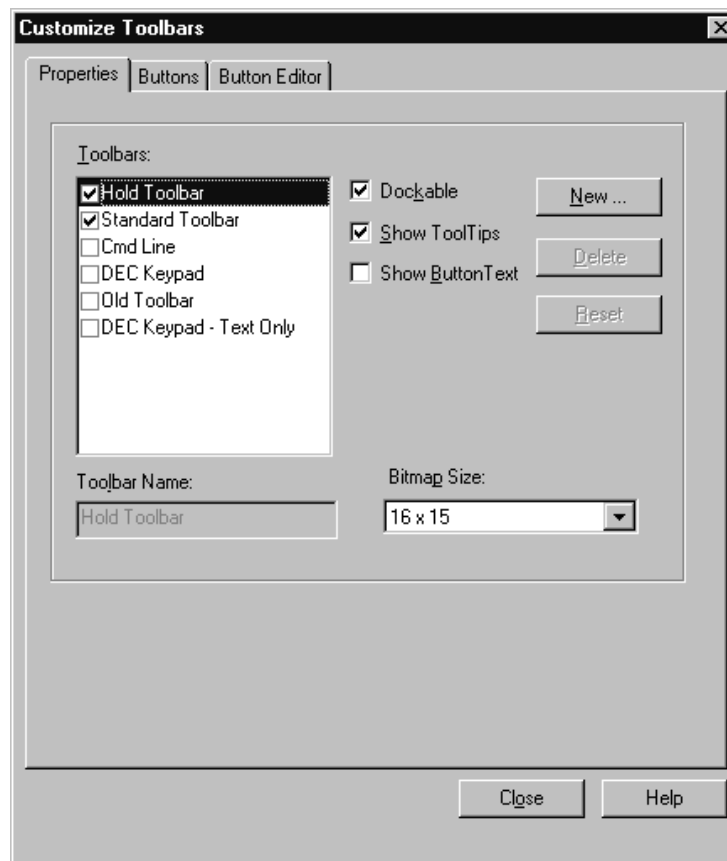 Customize Toolbars
Properties
Buttons
Button Editor
Toolbars:
Hold Toolbar
Standard Toolbar
Cmd Line
DEC Keypad
Old Toolbar
DEC Keypad - Text Only
Dockable
Show ToolTips
Show ButtonText
New ...
Delete
Reset
Toolbar Name:
Hold Toolbar
Bitmap Size:
16 x 15
Close
Help